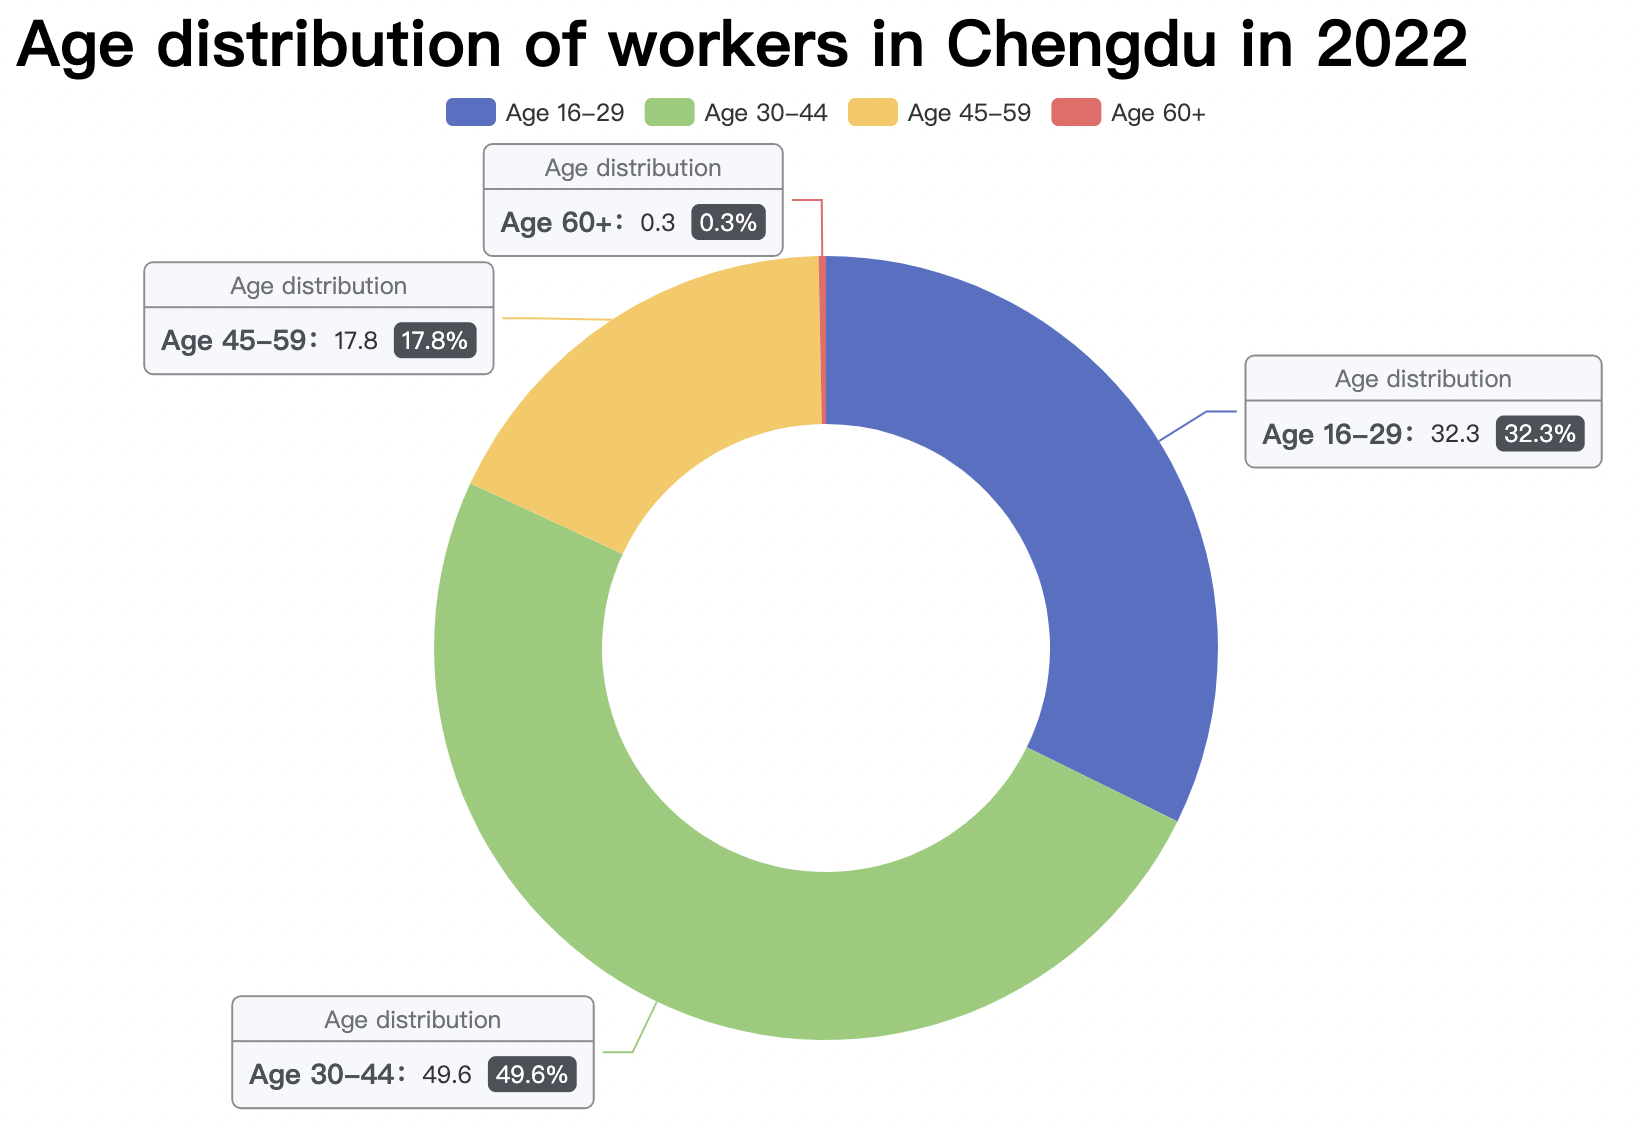 Age distribution of workers in Chengdu in 2022
Age 16–29 Age 30–44 Age 45–59 Age 60+
Age distribution
Age 60+: 0.3 0.3%
Age distribution
Age 45–59: 17.8 17.8%
Age distribution
Age 16–29: 32.3 32.3%
Age distribution
Age 30–44: 49.6 49.6%